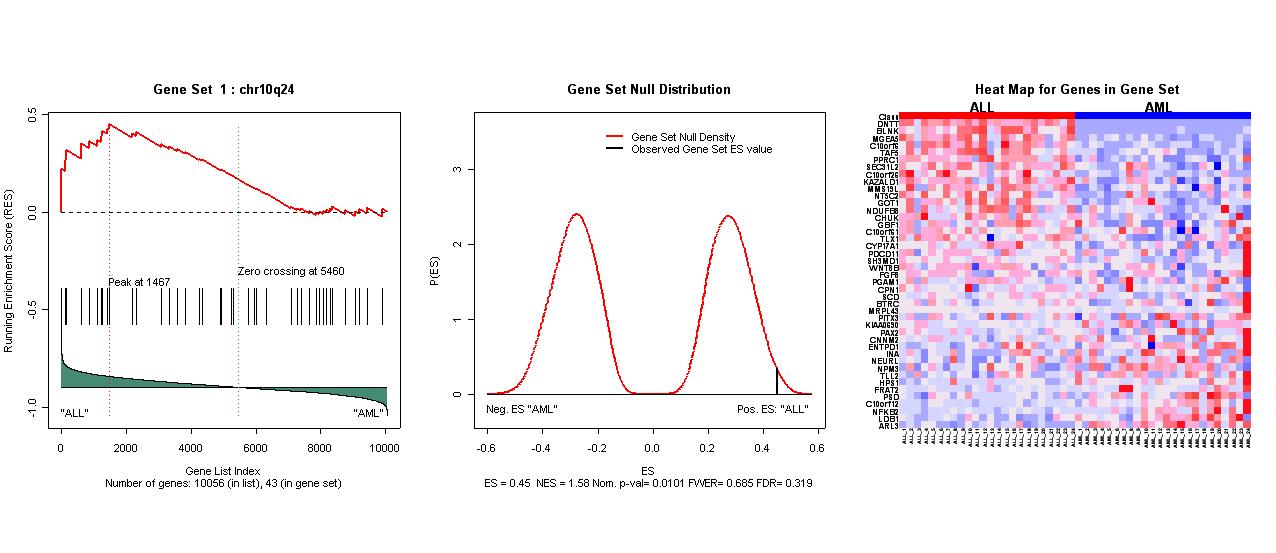 Gene Set  1 : chr10q24
Running Enrichment Score (RES)
0.5
0.0
-0.5
-1.0
Zero crossing at 5460
Peak at 1467
"ALL"
"AML"
0
2000
4000
6000
8000
10000
Gene List Index
Number of genes: 10056 (in list), 43 (in gene set)
Gene Set Null Distribution
P(ES)
3
2
1
0
Gene Set Null Density
Observed Gene Set ES value
Neg. ES "AML"
Pos. ES: "ALL"
-0.6
-0.4
-0.2
0.0
0.2
0.4
0.6
ES
ES = 0.45  NES = 1.58 Nom. p-val= 0.0101 FWER= 0.685 FDR= 0.319
Heat Map for Genes in Gene Set
ALL
AML
Class
DNTT
BLNK
MGEA5
C10orf6
TAF5
PPRC1
SEC31L2
C10orf26
KAZALD1
MMS19L
NT5C2
GOT1
NDUFB8
CHUK
GBF1
C10orf61
TLX1
CYP17A1
PDCD11
SH3MD1
WNT8B
FGF8
PGAM1
CPN1
SCD
BTRC
MRPL43
PITX3
KIAA0690
PAX2
CNNM2
ENTPD1
INA
NEURL
NPM3
TLL2
HPS1
FRAT2
PSD
C10orf12
NFKB2
LDB1
ARL3